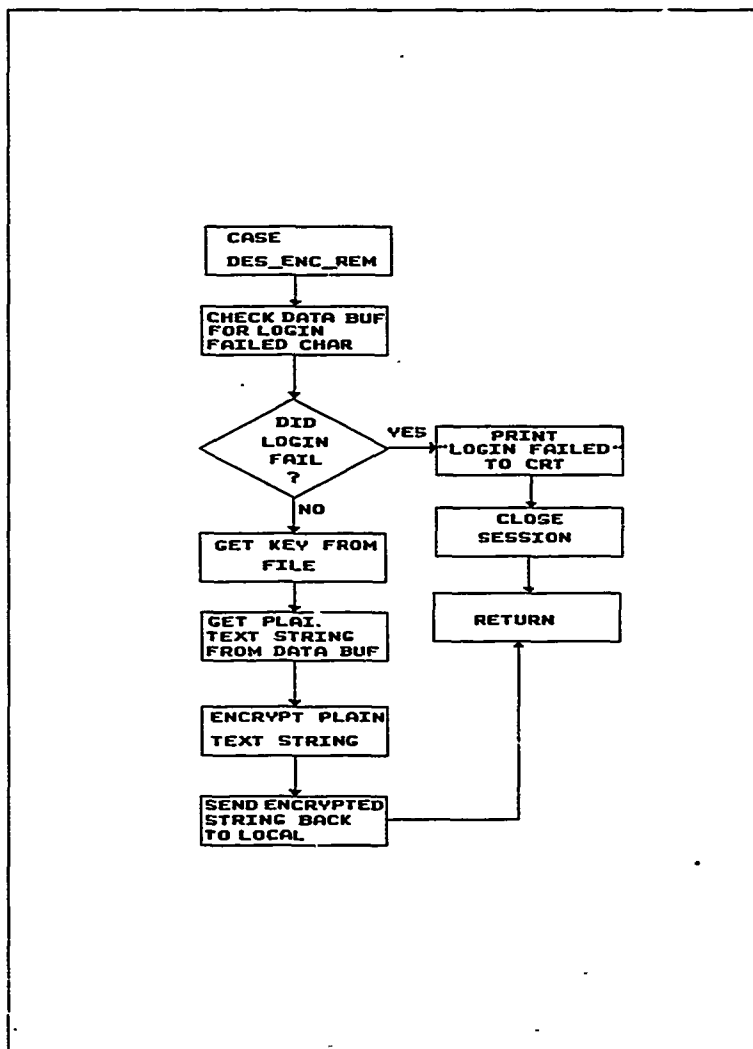 CASE
DES_ENC_REM
CHECK DATA BUF
FOR LOGIN
FAILED CHAR
DID
LOGIN
FAIL
?
YES
NO
PRINT
"LOGIN FAILED"
TO CRT
CLOSE
SESSION
RETURN
GET KEY FROM
FILE
GET PLAI.
TEXT STRING
FROM DATA BUF
ENCRYPT PLAIN
TEXT STRING
SEND ENCRYPTED
STRING BACK
TO LOCAL